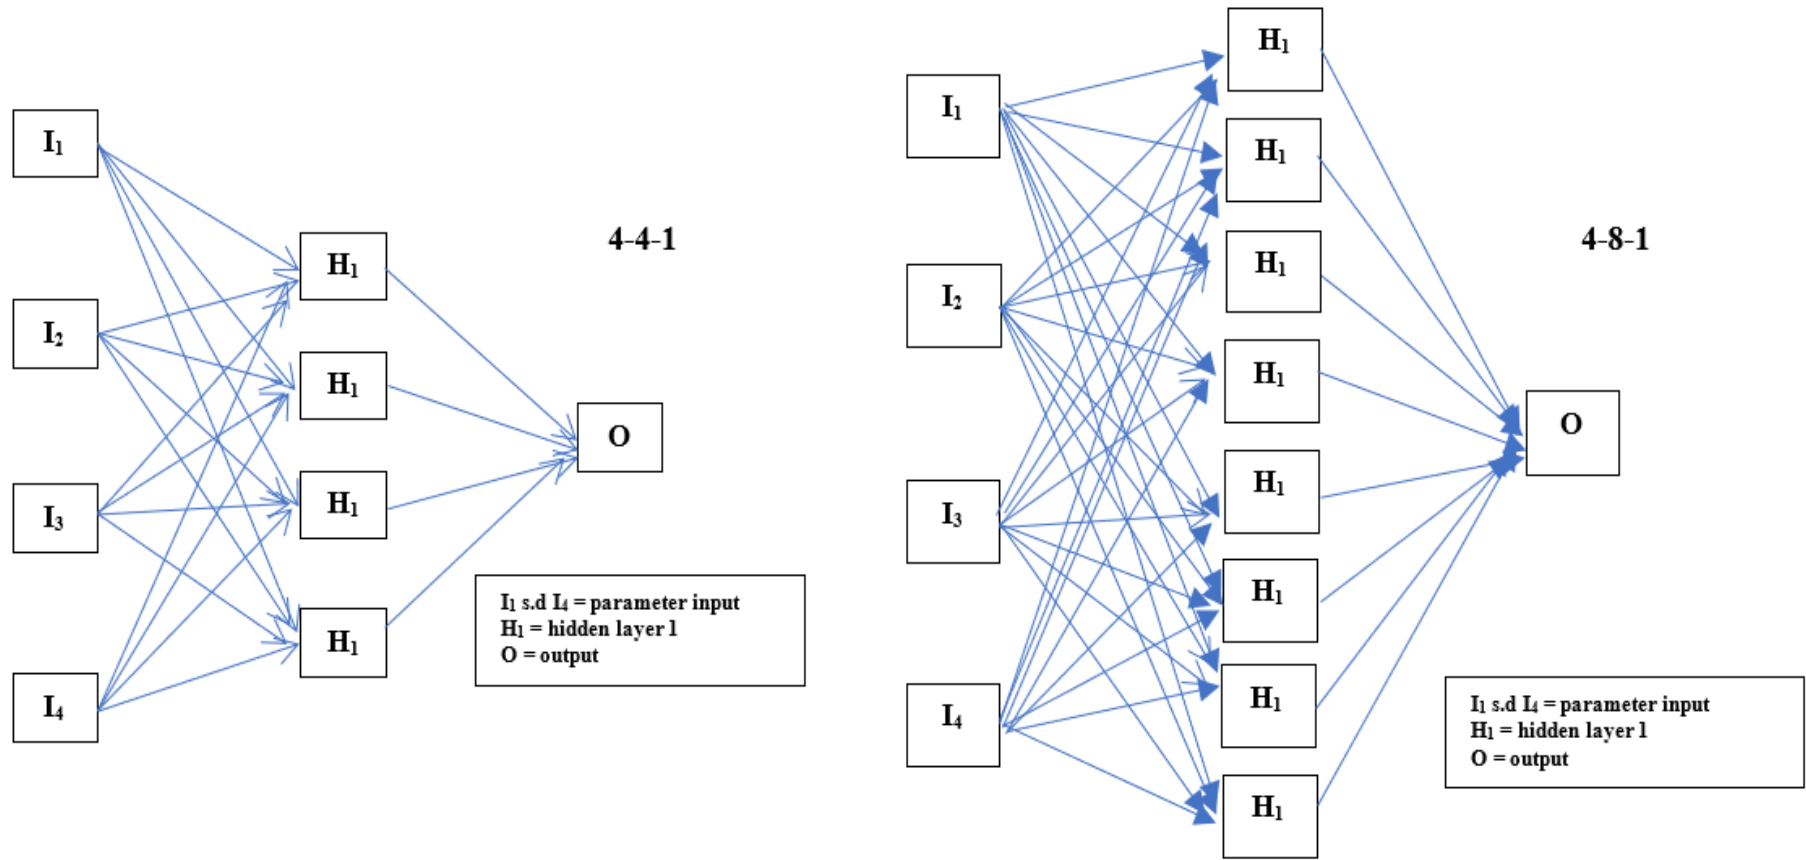 I₁
I₂
I₃
I₄
H₁
H₁
H₁
H₁
O
4-4-1
I₁ s.d I₄ = parameter input
H₁ = hidden layer 1
O = output
I₁
I₂
I₃
I₄
H₁
H₁
H₁
H₁
H₁
H₁
H₁
H₁
O
4-8-1
I₁ s.d I₄ = parameter input
H₁ = hidden layer 1
O = output